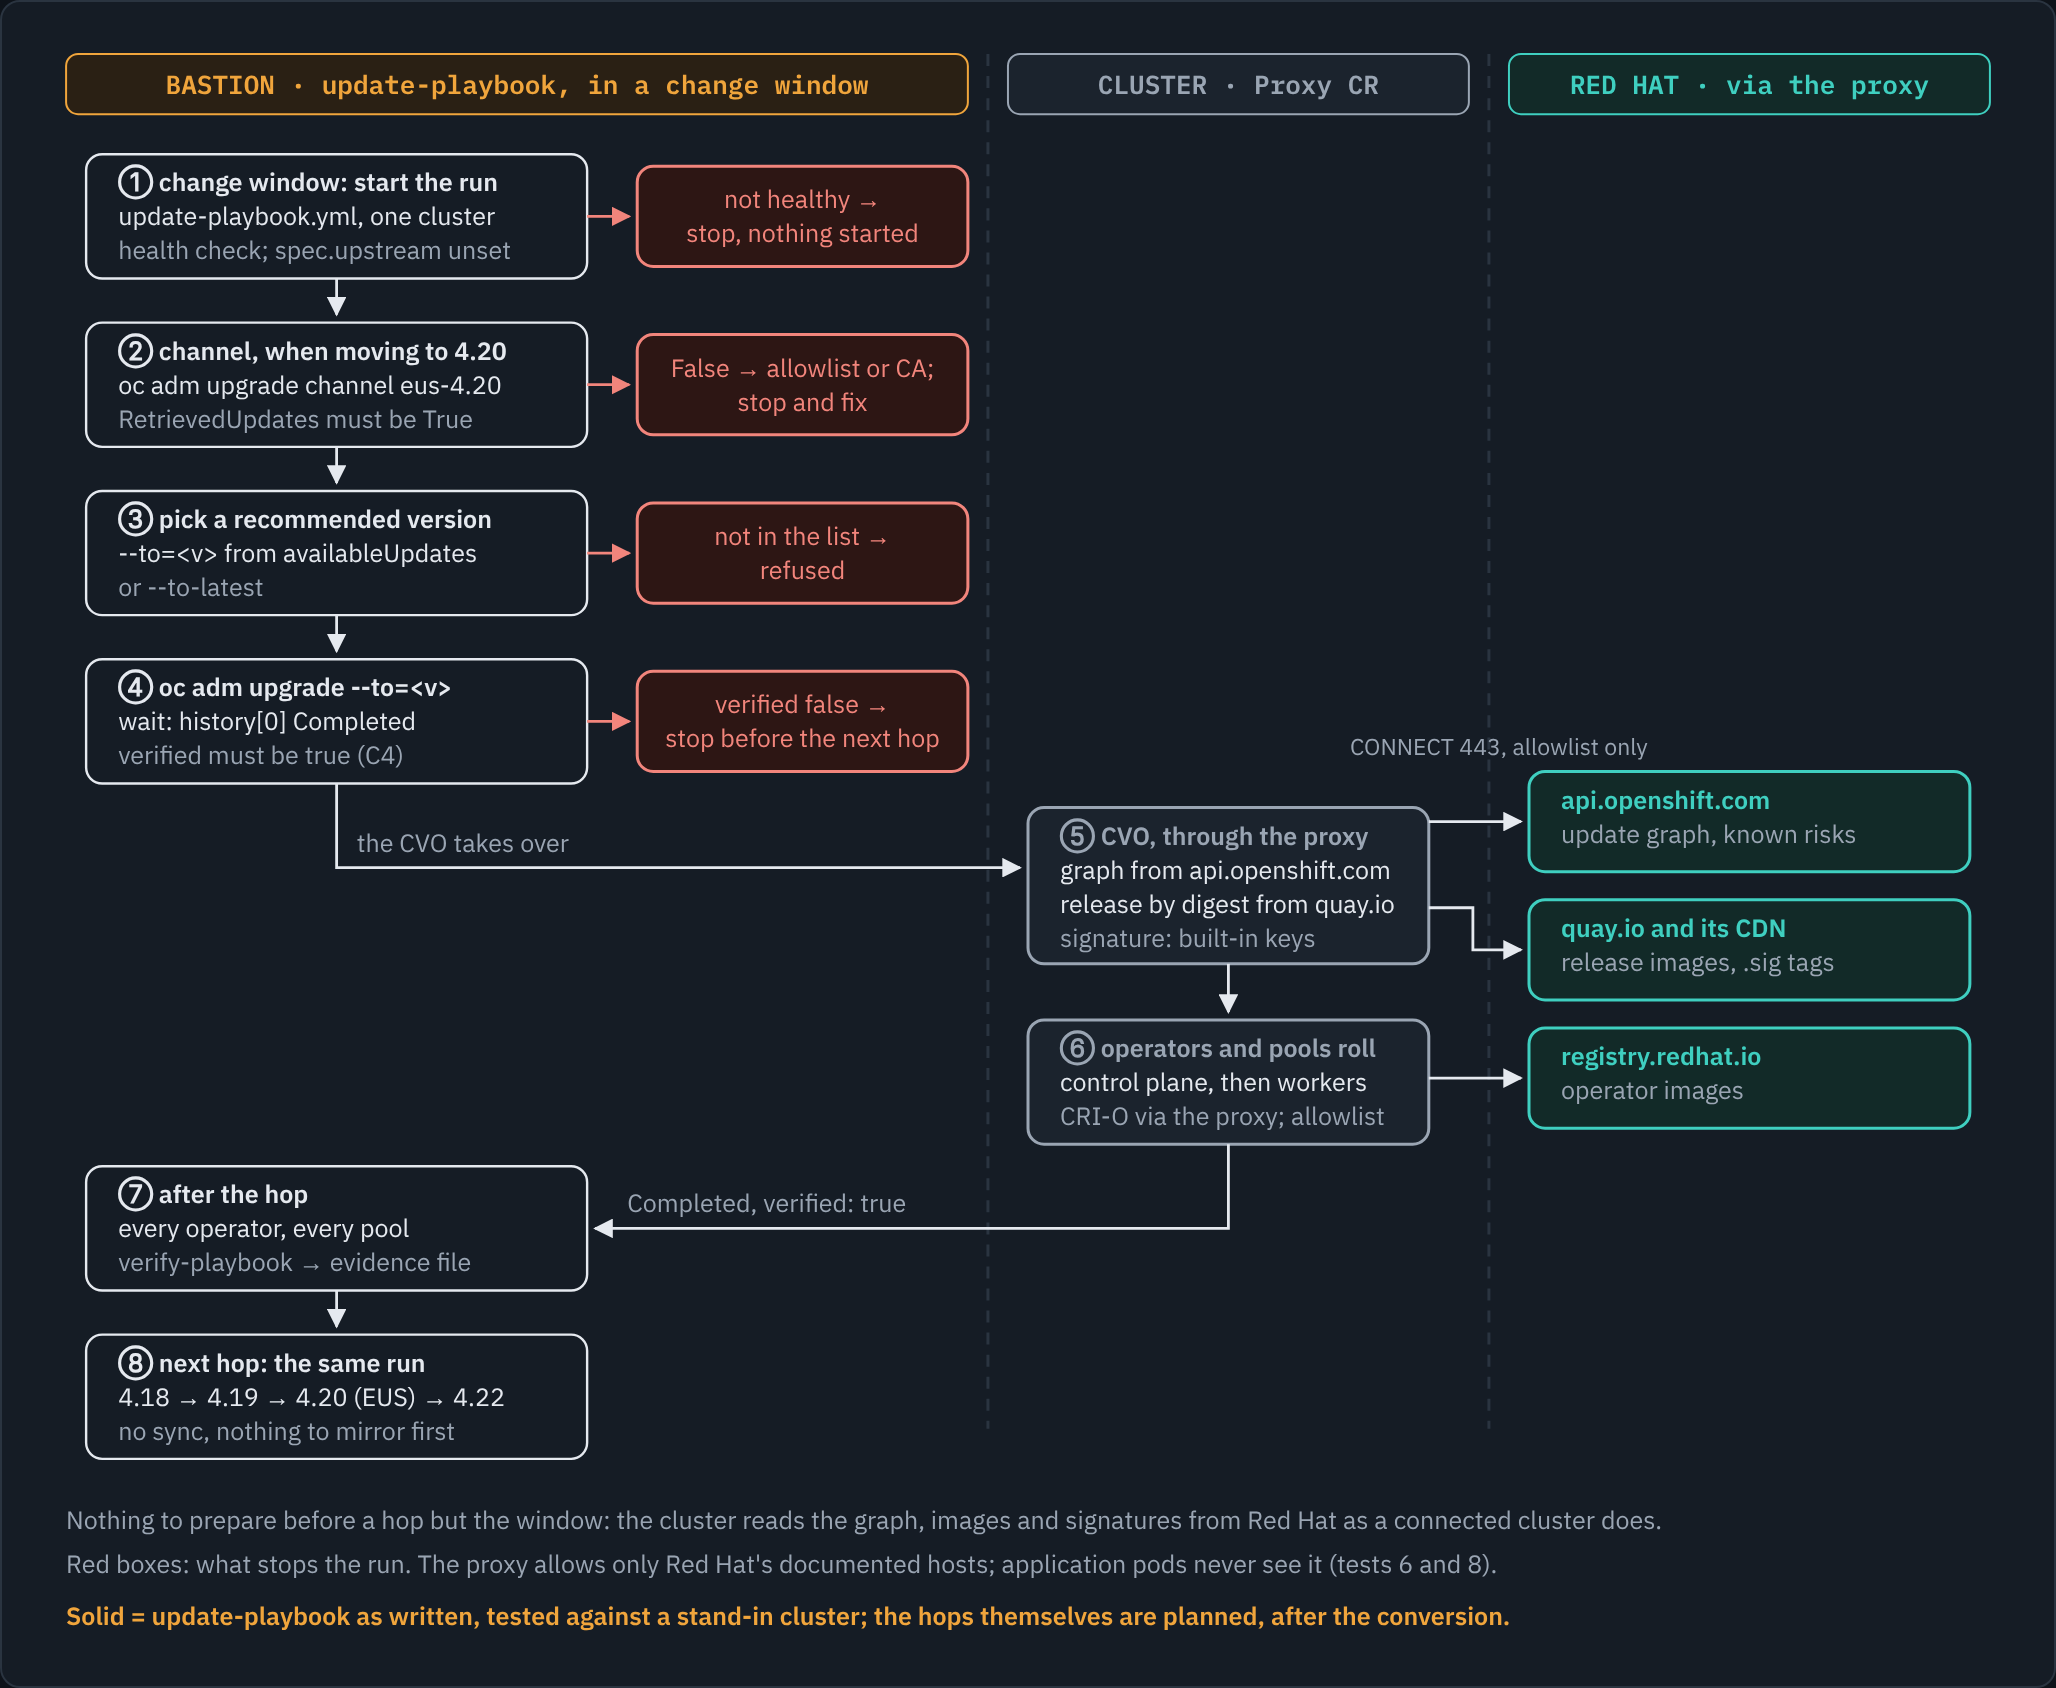 BASTION · update-playbook, in a change window
CLUSTER · Proxy CR
RED HAT · via the proxy
① change window: start the run
update-playbook.yml, one cluster
health check; spec.upstream unset
not healthy →
stop, nothing started
② channel, when moving to 4.20
oc adm upgrade channel eus-4.20
RetrievedUpdates must be True
False → allowlist or CA;
stop and fix
③ pick a recommended version
--to=<v> from availableUpdates
or --to-latest
not in the list →
refused
④ oc adm upgrade --to=<v>
wait: history[0] Completed
verified must be true (C4)
verified false →
stop before the next hop
the CVO takes over
CONNECT 443, allowlist only
⑤ CVO, through the proxy
graph from api.openshift.com
release by digest from quay.io
signature: built-in keys
api.openshift.com
update graph, known risks
quay.io and its CDN
release images, .sig tags
⑥ operators and pools roll
control plane, then workers
CRI-O via the proxy; allowlist
registry.redhat.io
operator images
Completed, verified: true
⑦ after the hop
every operator, every pool
verify-playbook → evidence file
⑧ next hop: the same run
4.18 → 4.19 → 4.20 (EUS) → 4.22
no sync, nothing to mirror first
Nothing to prepare before a hop but the window: the cluster reads the graph, images and signatures from Red Hat as a connected cluster does.
Red boxes: what stops the run. The proxy allows only Red Hat's documented hosts; application pods never see it (tests 6 and 8).
Solid = update-playbook as written, tested against a stand-in cluster; the hops themselves are planned, after the conversion.